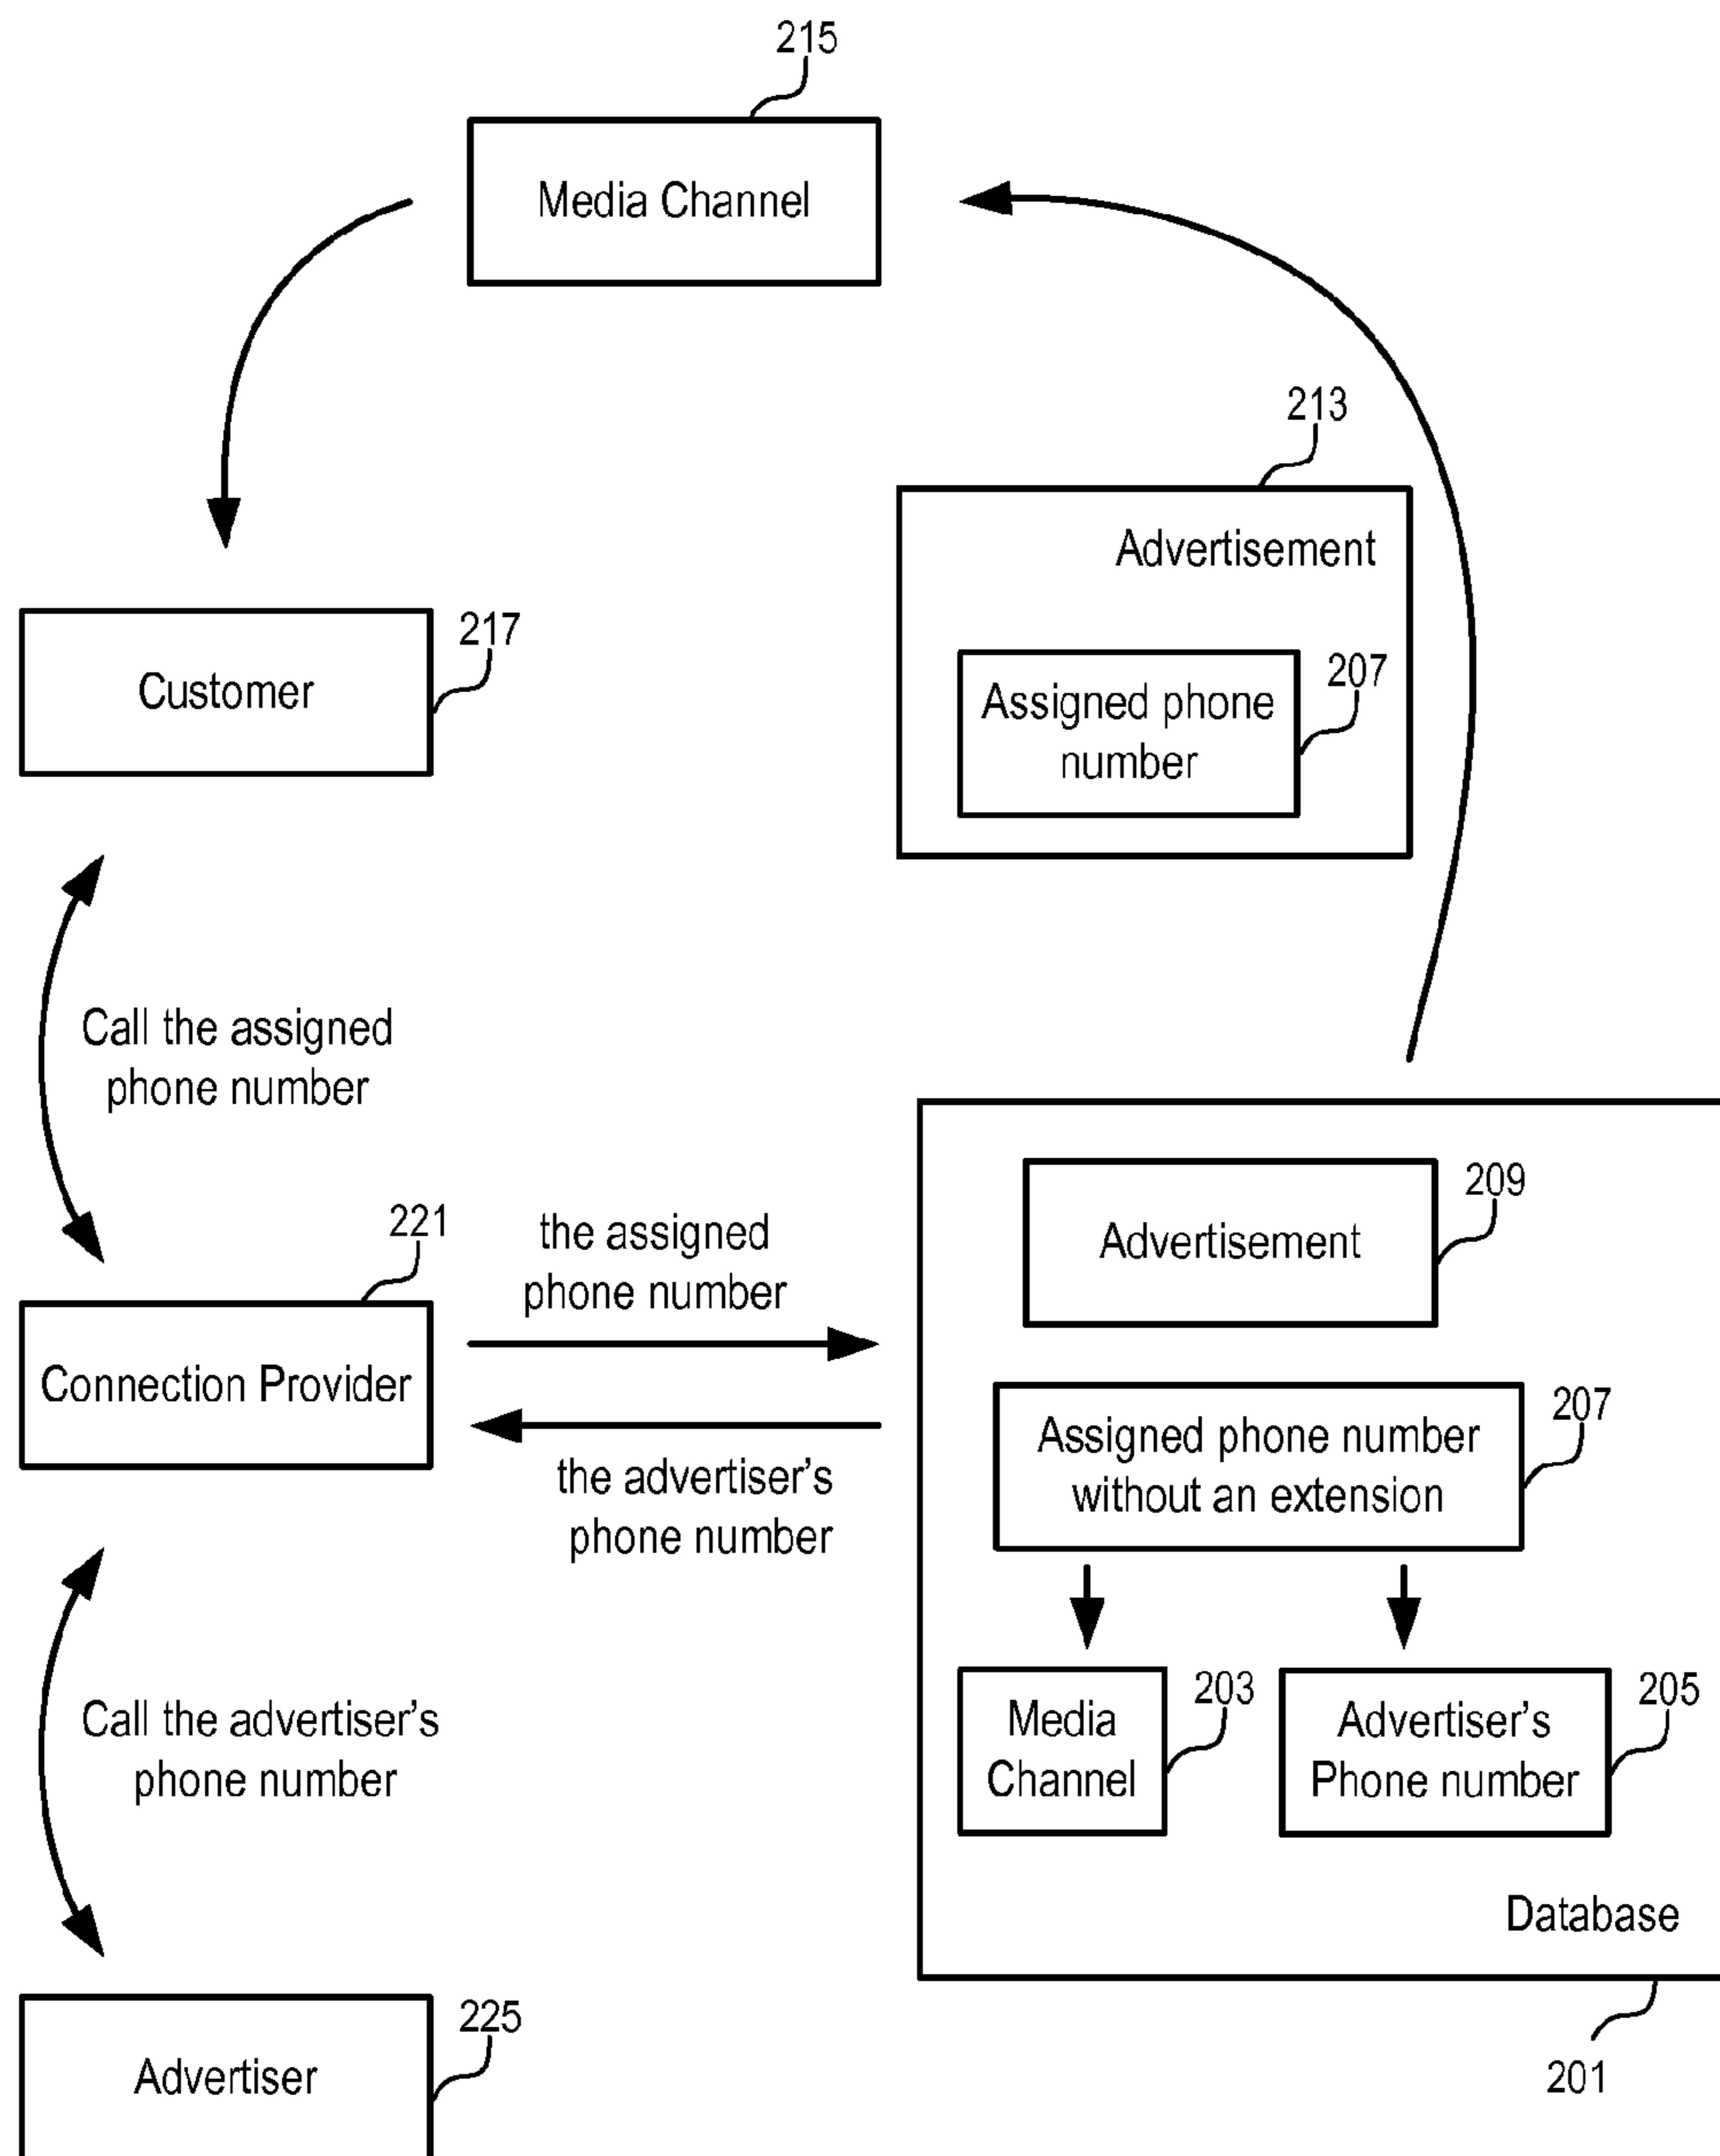 215
Media Channel
213
Advertisement
217
Customer
207
Assigned phone
number
Call the assigned
phone number
221
the assigned
phone number
Connection Provider
the advertiser's
phone number
209
Advertisement
207
Assigned phone number
without an extension
203
Media
Channel
205
Advertiser's
Phone number
Call the advertiser's
phone number
Database
225
Advertiser
201